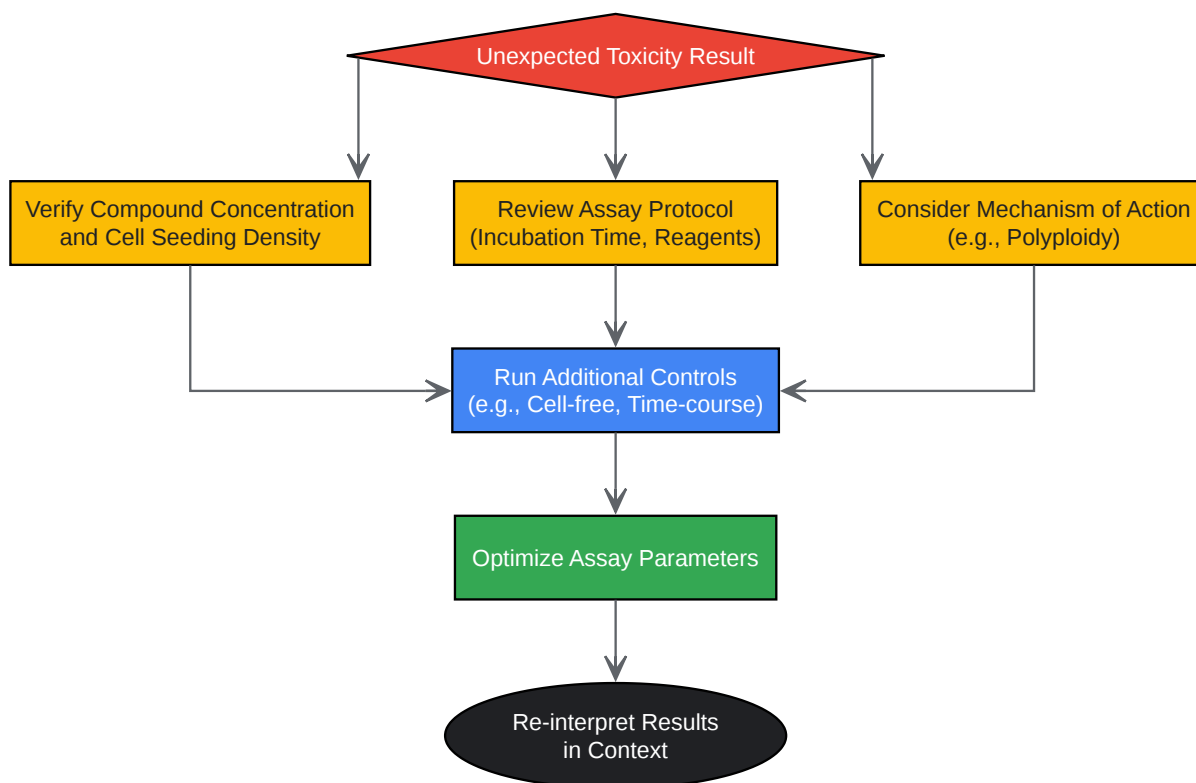 Unexpected Toxicity Result
Verify Compound Concentration
and Cell Seeding Density
Review Assay Protocol
(Incubation Time, Reagents)
Consider Mechanism of Action
(e.g., Polyploidy)
Run Additional Controls
(e.g., Cell-free, Time-course)
Optimize Assay Parameters
Re-interpret Results
in Context